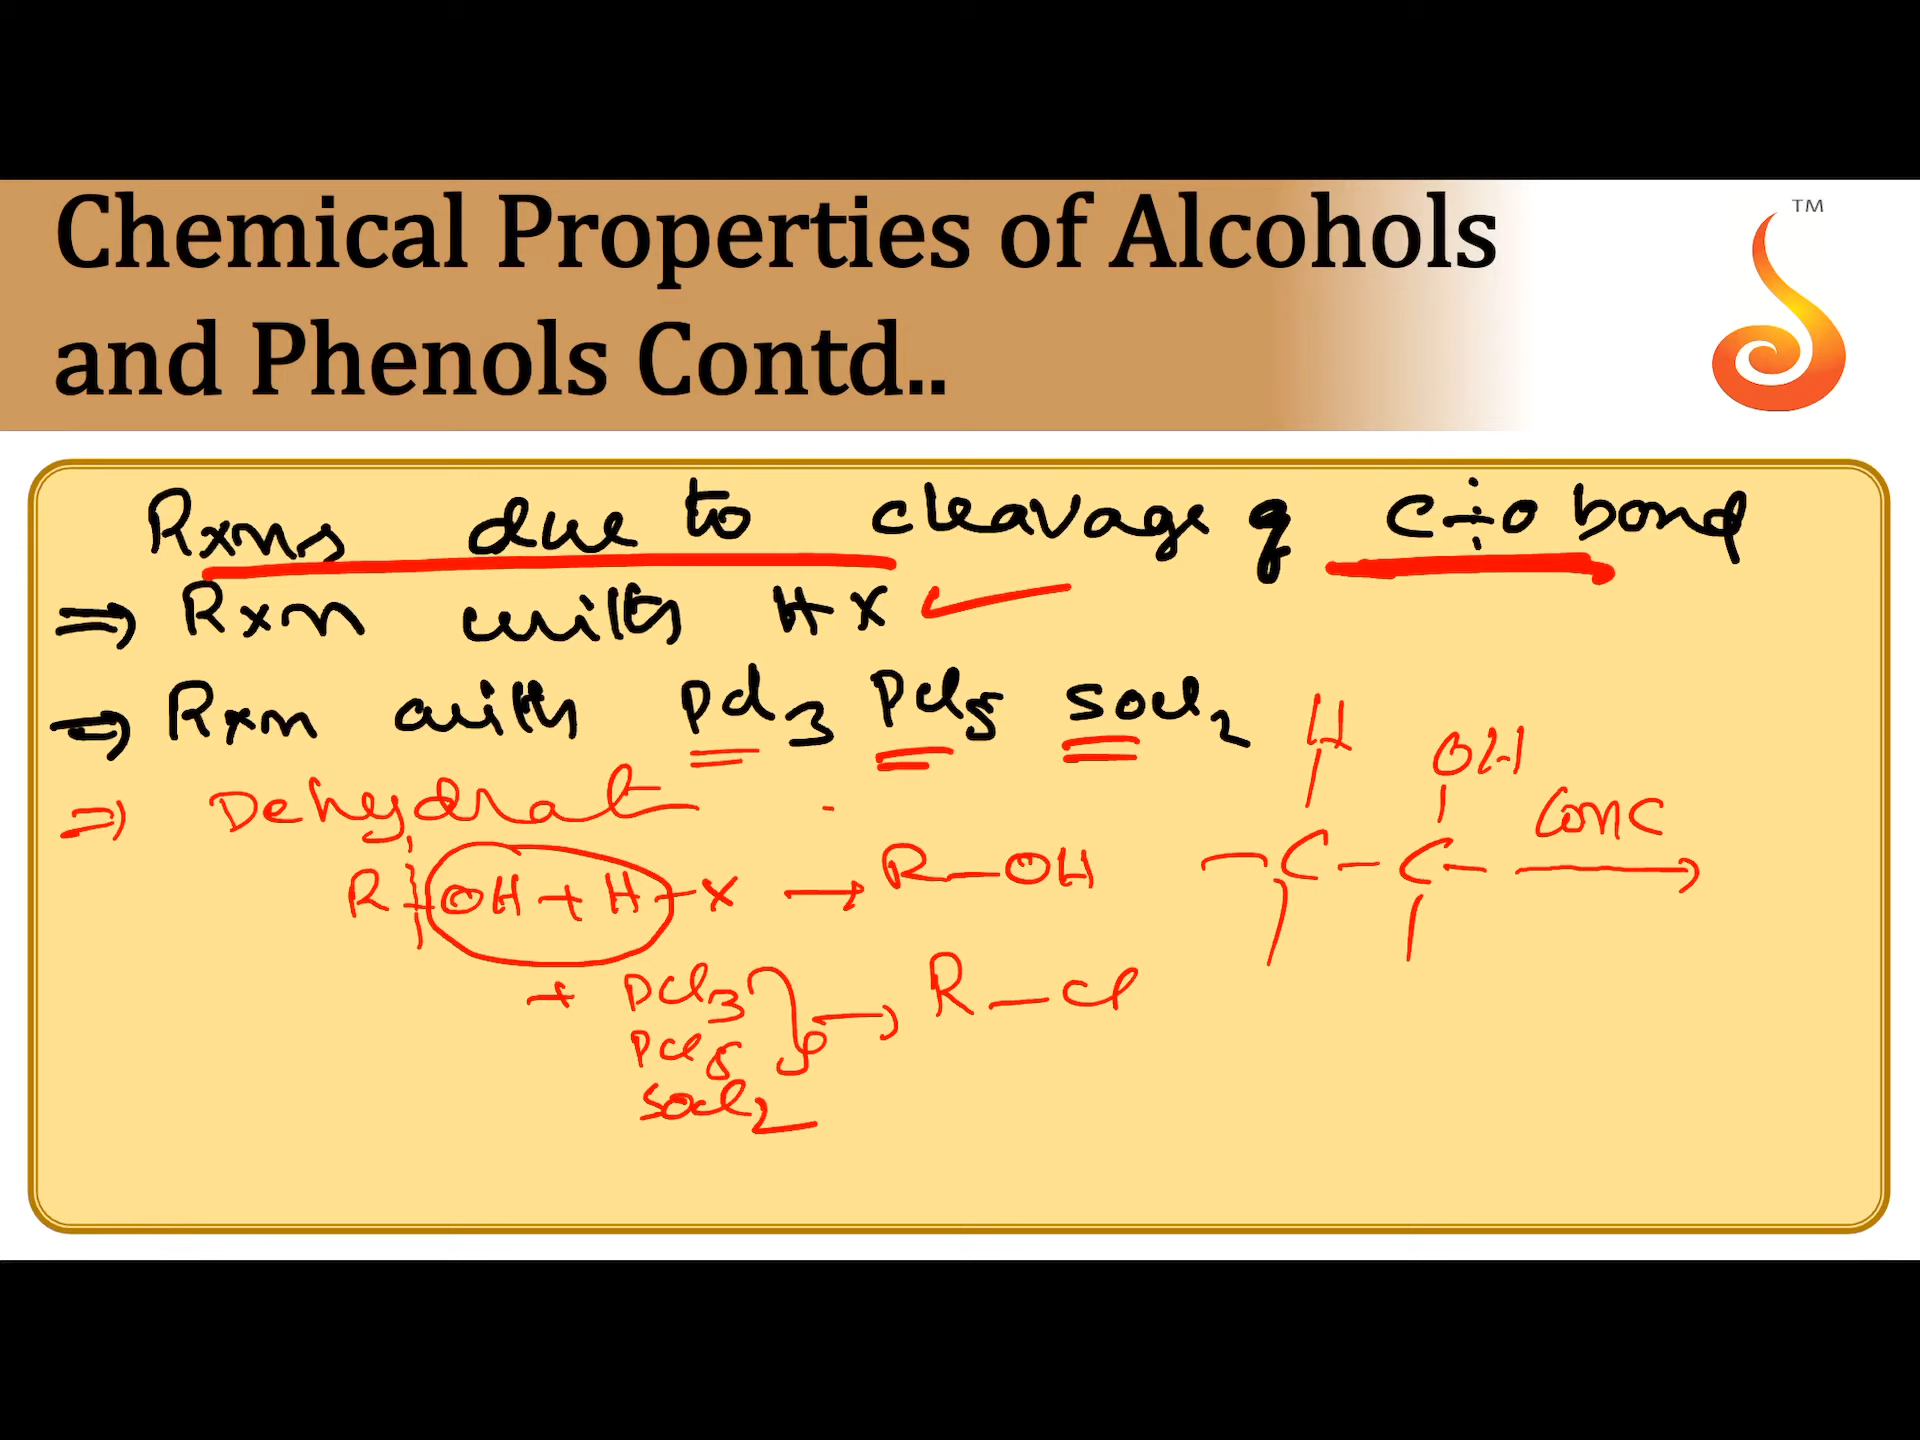 Chemical Properties of Alcohols
and Phenols Contd..
TM
Rxns due to cleavage of C÷O bond
⇒ Rxn with HX ✓
⇒ Rxn with PCl3 PCl5 SOCl2
⇒ Dehydrat
R-OH + H-X → R-OH
+ PCl3
PCl5
SOCl2
→ R-Cl
H
OH
-C-C- conc →